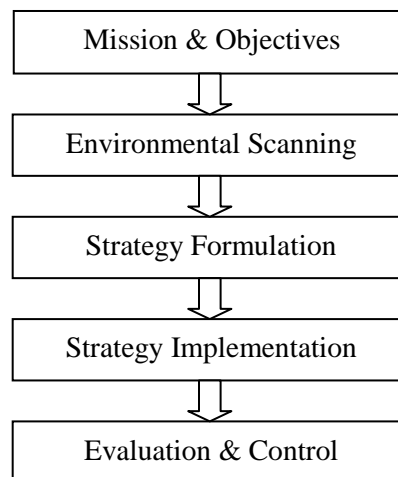 Mission & Objectives
Environmental Scanning
Strategy Formulation
Strategy Implementation
Evaluation & Control